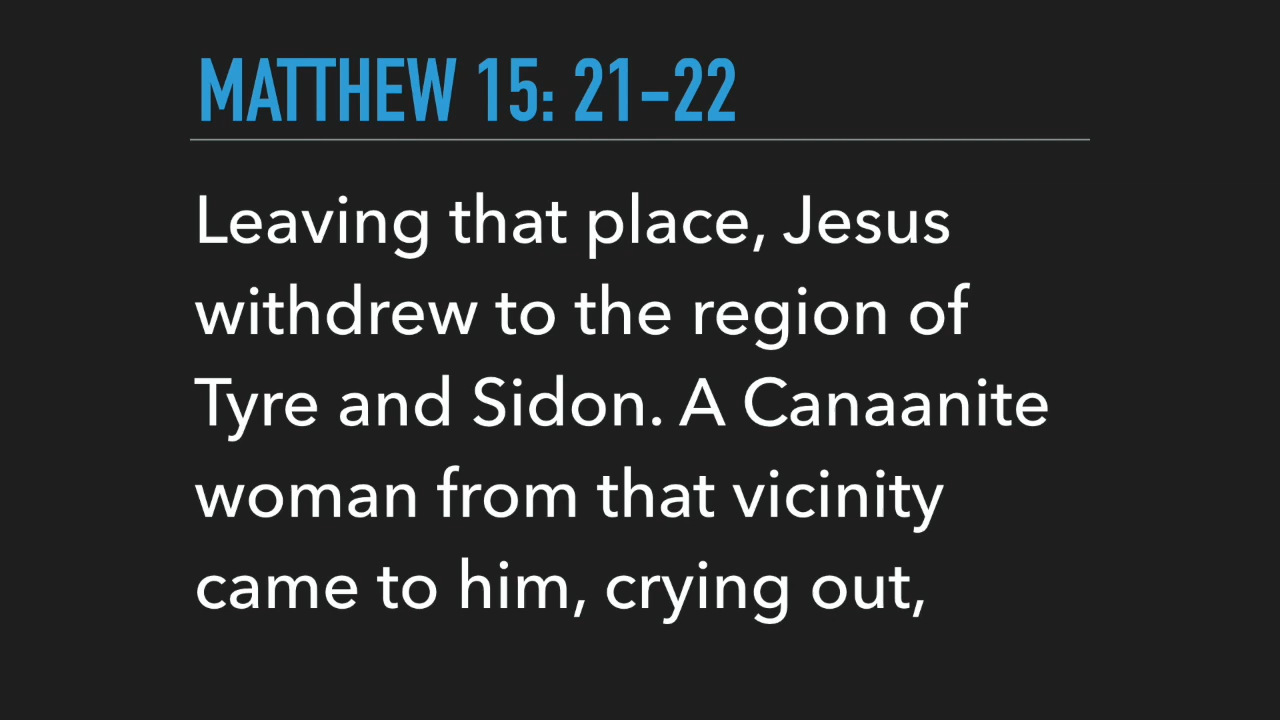 MATTHEW 15: 21-22
Leaving that place, Jesus
withdrew to the region of
Tyre and Sidon. A Canaanite
woman from that vicinity
came to him, crying out,